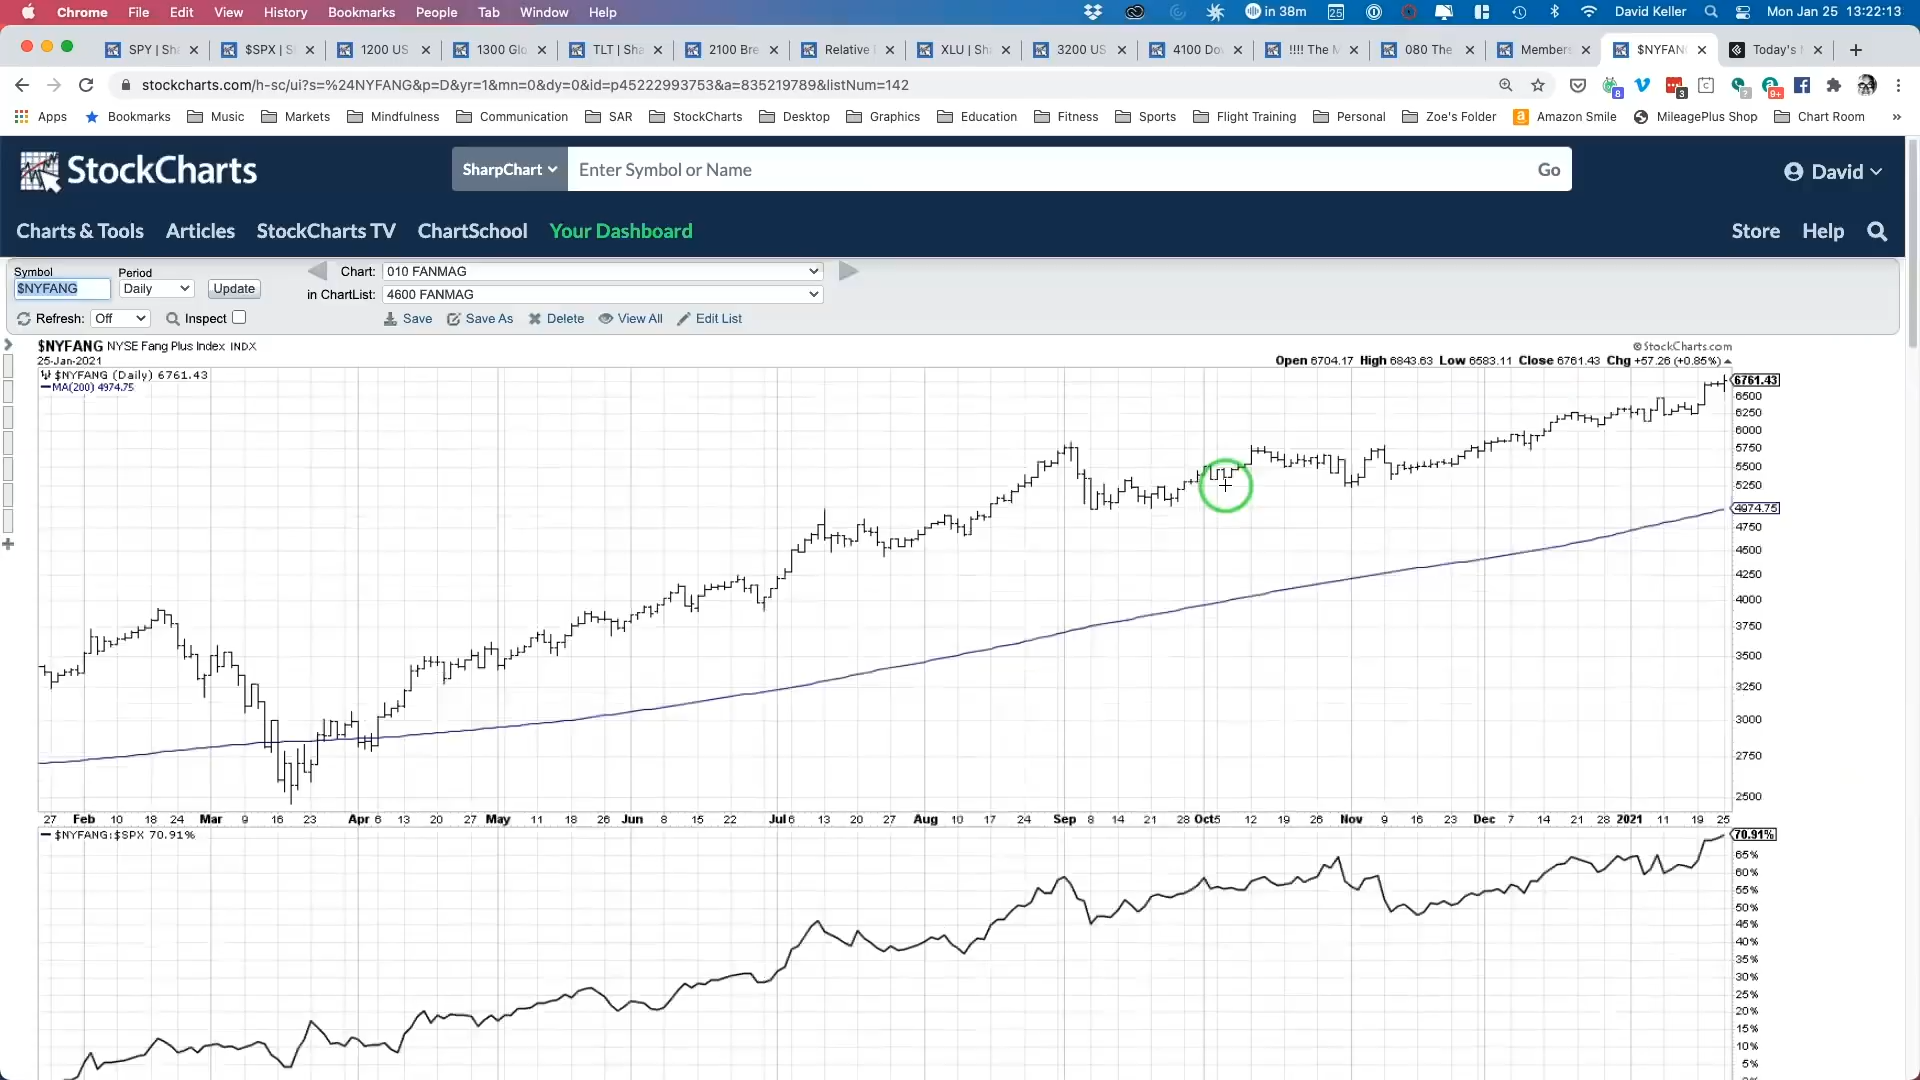 Chrome File Edit View History Bookmarks People Tab Window Help in 38m 25 David Keller Mon Jan 25 13:22:13
SPY | Sh $SPX | S 1200 US 1300 Glo TLT | Sha 2100 Bre Relative XLU | Sh 3200 US 4100 Do !!!! The M 080 The Members $NYFAN Today's
stockcharts.com/h-sc/ui?s=%24NYFANG&p=D&yr=1&mn=0&dy=0&id=p45222993753&a=835219789&listNum=142
Apps Bookmarks Music Markets Mindfulness Communication SAR StockCharts Desktop Graphics Education Fitness Sports Flight Training Personal Zoe's Folder Amazon Smile MileagePlus Shop Chart Room »
StockCharts SharpChart Enter Symbol or Name Go David
Charts & Tools Articles StockCharts TV ChartSchool Your Dashboard Store Help
Symbol Period Chart: 010 FANMAG
$NYFANG Daily Update in ChartList: 4600 FANMAG
Refresh: Off Inspect Save Save As Delete View All Edit List
$NYFANG NYSE Fang Plus Index INDX ©StockCharts.com
25-Jan-2021 Open 6704.17 High 6843.63 Low 6583.11 Close 6761.43 Chg +57.26 (+0.85%)
$NYFANG (Daily) 6761.43
MA(200) 4974.75
6761.43
6500
6250
6000
5750
5500
5250
4974.75
4750
4500
4250
4000
3750
3500
3250
3000
2750
2500
27 Feb 10 18 24 Mar 9 16 23 Apr 6 13 20 27 May 11 18 26 Jun 8 15 22 Jul 6 13 20 27 Aug 10 17 24 Sep 8 14 21 28 Oct 5 12 19 26 Nov 9 16 23 Dec 7 14 21 28 2021 11 19 25
$NYFANG:$SPX 70.91%
70.91%
65%
60%
55%
50%
45%
40%
35%
30%
25%
20%
15%
10%
5%